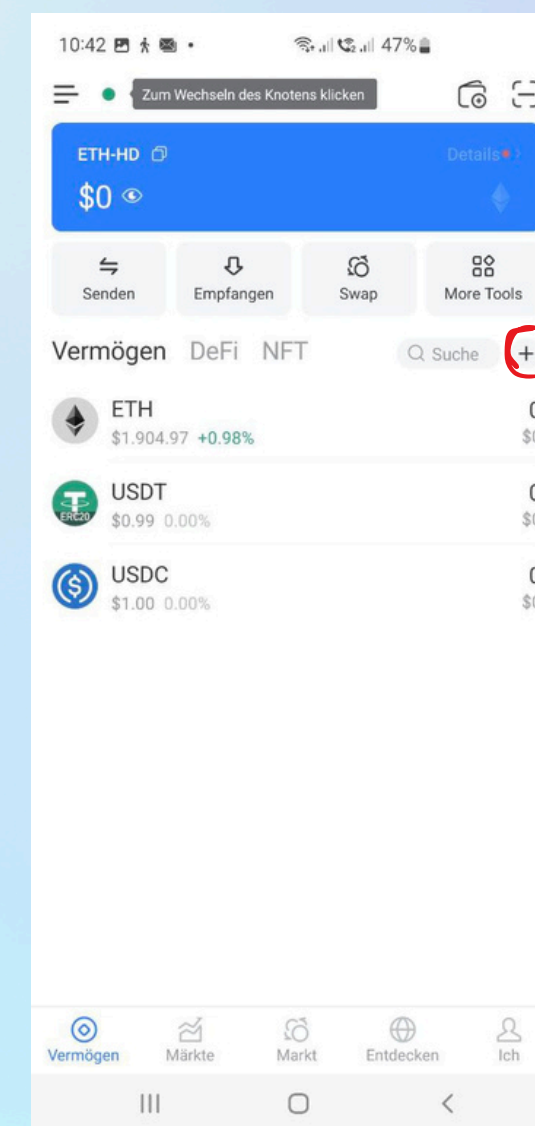 10:42 47%
Zum Wechseln des Knotens klicken
ETH-HD Details
$0
Senden Empfangen Swap More Tools
Vermögen DeFi NFT Suche +
ETH
$1.904.97 +0.98%
USDT
ERC20
$0.99 0.00%
USDC
$1.00 0.00%
Vermögen Märkte Markt Entdecken Ich